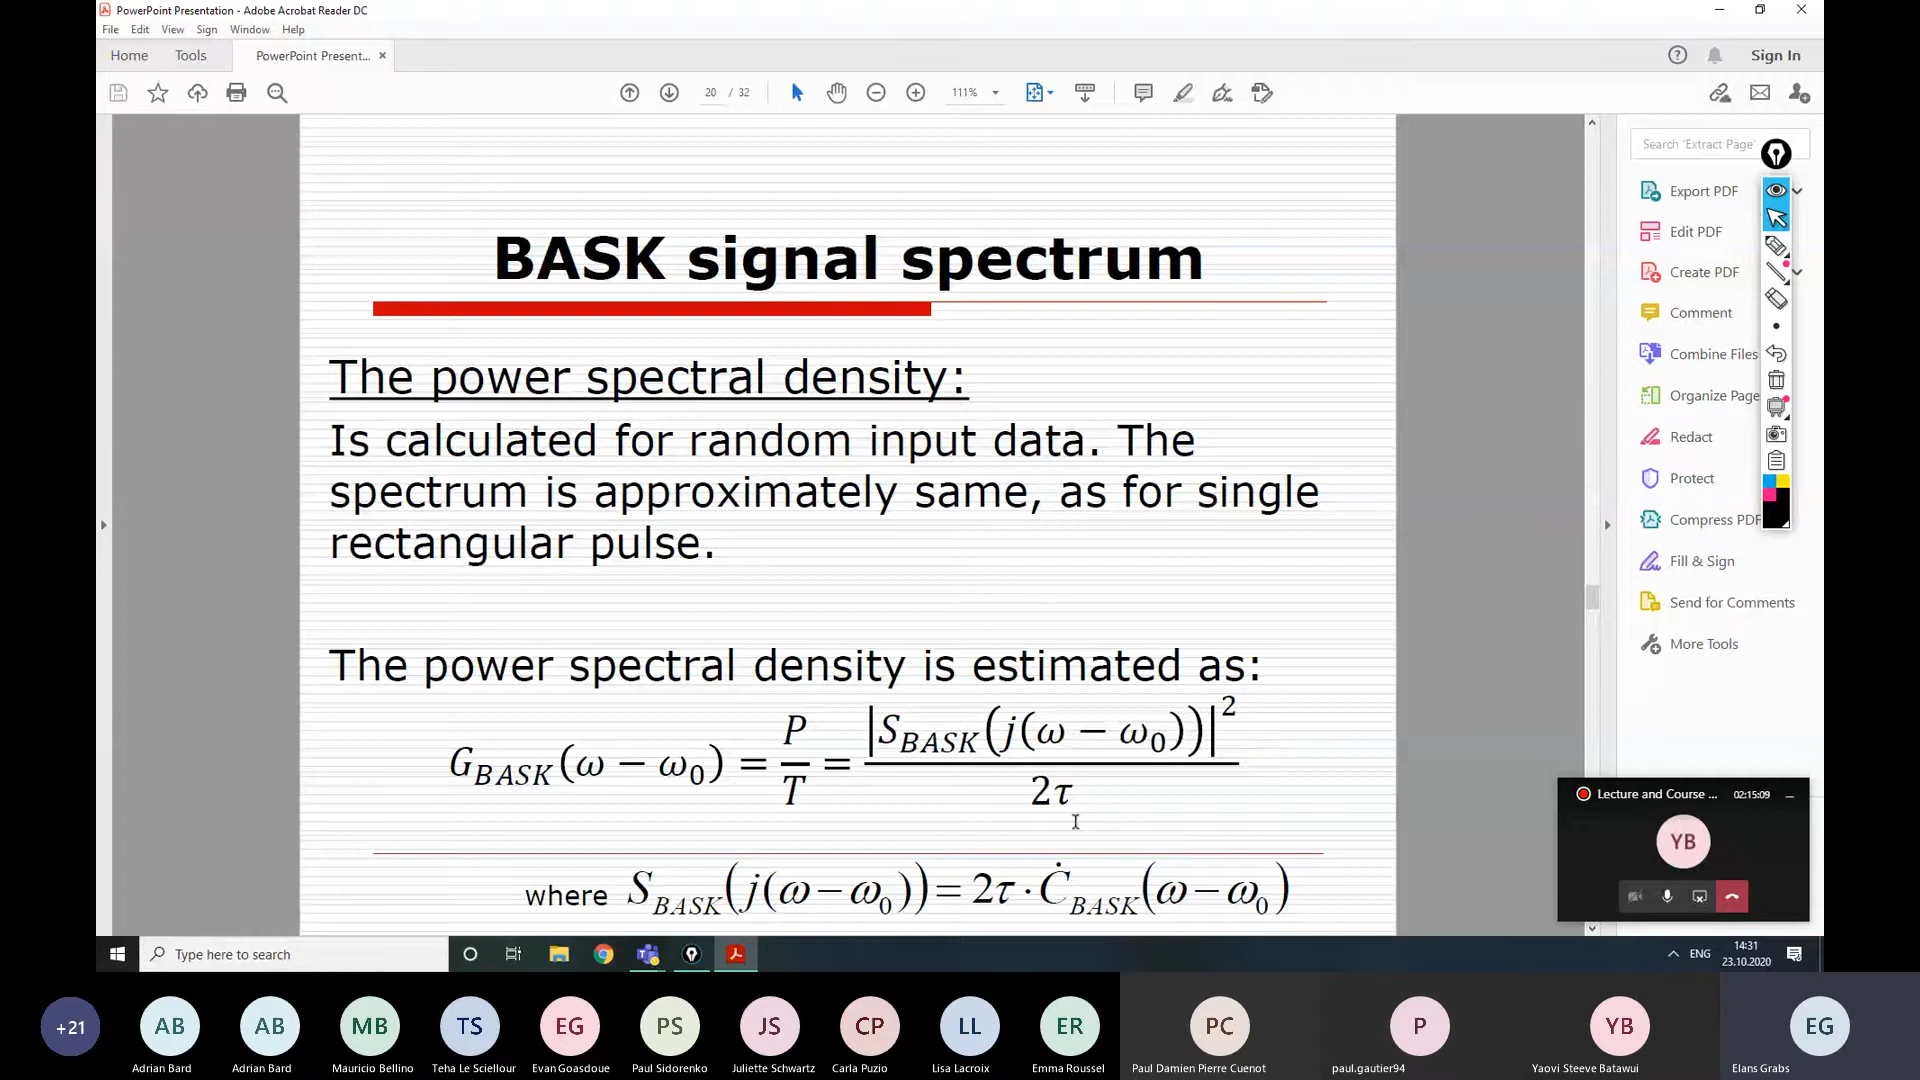 PowerPoint Presentation - Adobe Acrobat Reader DC
File Edit View Sign Window Help
Home Tools PowerPoint Present... × Sign In
20 / 32 111%
BASK signal spectrum
The power spectral density:
Is calculated for random input data. The
spectrum is approximately same, as for single
rectangular pulse.
The power spectral density is estimated as:
G_BASK(ω − ω₀) = P/T = |S_BASK(j(ω − ω₀))|² / 2τ
where S_BASK(j(ω−ω₀)) = 2τ · Ċ_BASK(ω−ω₀)
Search 'Extract Page'
Export PDF
Edit PDF
Create PDF
Comment
Combine Files
Organize Page
Redact
Protect
Compress PDF
Fill & Sign
Send for Comments
More Tools
Lecture and Course ... 02:15:09
YB
Type here to search
ENG
14:31
23.10.2020
+21 AB AB MB TS EG PS JS CP LL ER PC P YB EG
Adrian Bard Adrian Bard Mauricio Bellino Teha Le Sciellour Evan Goasdoue Paul Sidorenko Juliette Schwartz Carla Puzio Lisa Lacroix Emma Roussel Paul Damien Pierre Cuenot paul.gautier94 Yaovi Steeve Batawui Elans Grabs